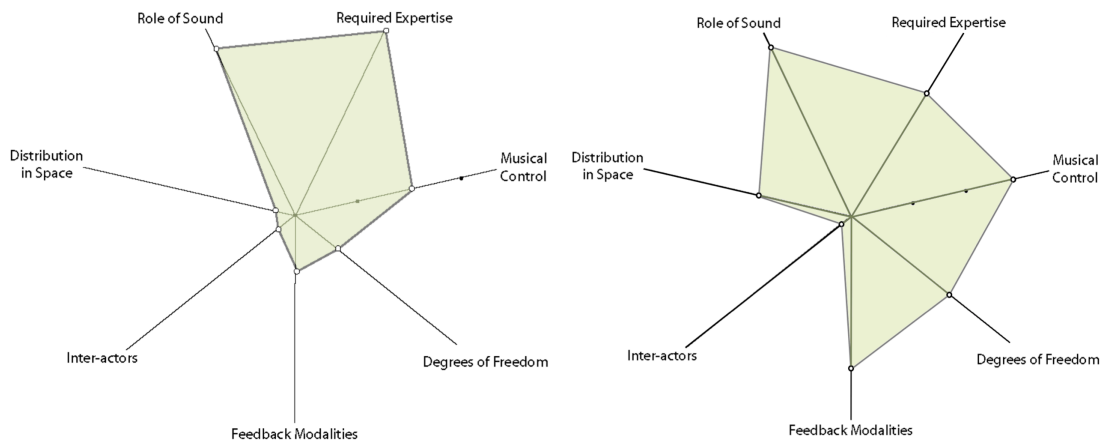 Role of Sound
Required Expertise
Distribution
in Space
Musical
Control
Inter-actors
Degrees of Freedom
Feedback Modalities
Role of Sound
Required Expertise
Distribution
in Space
Musical
Control
Inter-actors
Degrees of Freedom
Feedback Modalities